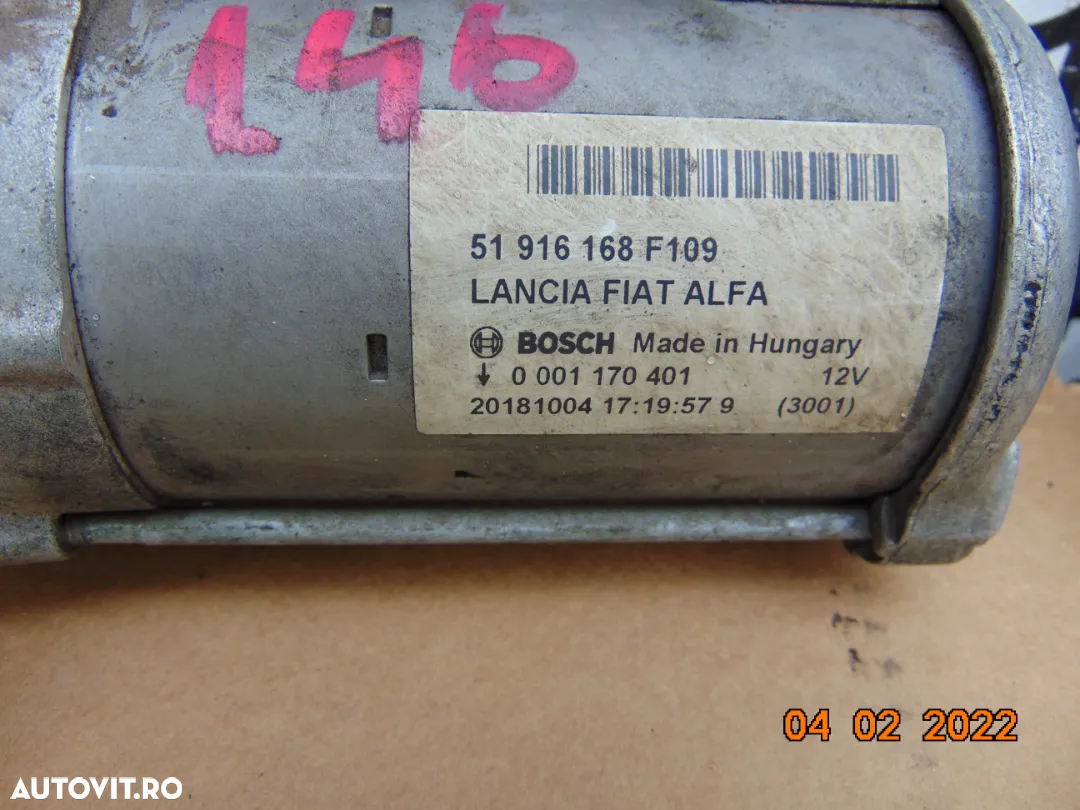 146
51 916 168 F109
LANCIA FIAT ALFA
BOSCH Made in Hungary
0 001 170 401 12V
20181004 17:19:57 9 (3001)
04 02 2022
AUTOVIT.RO